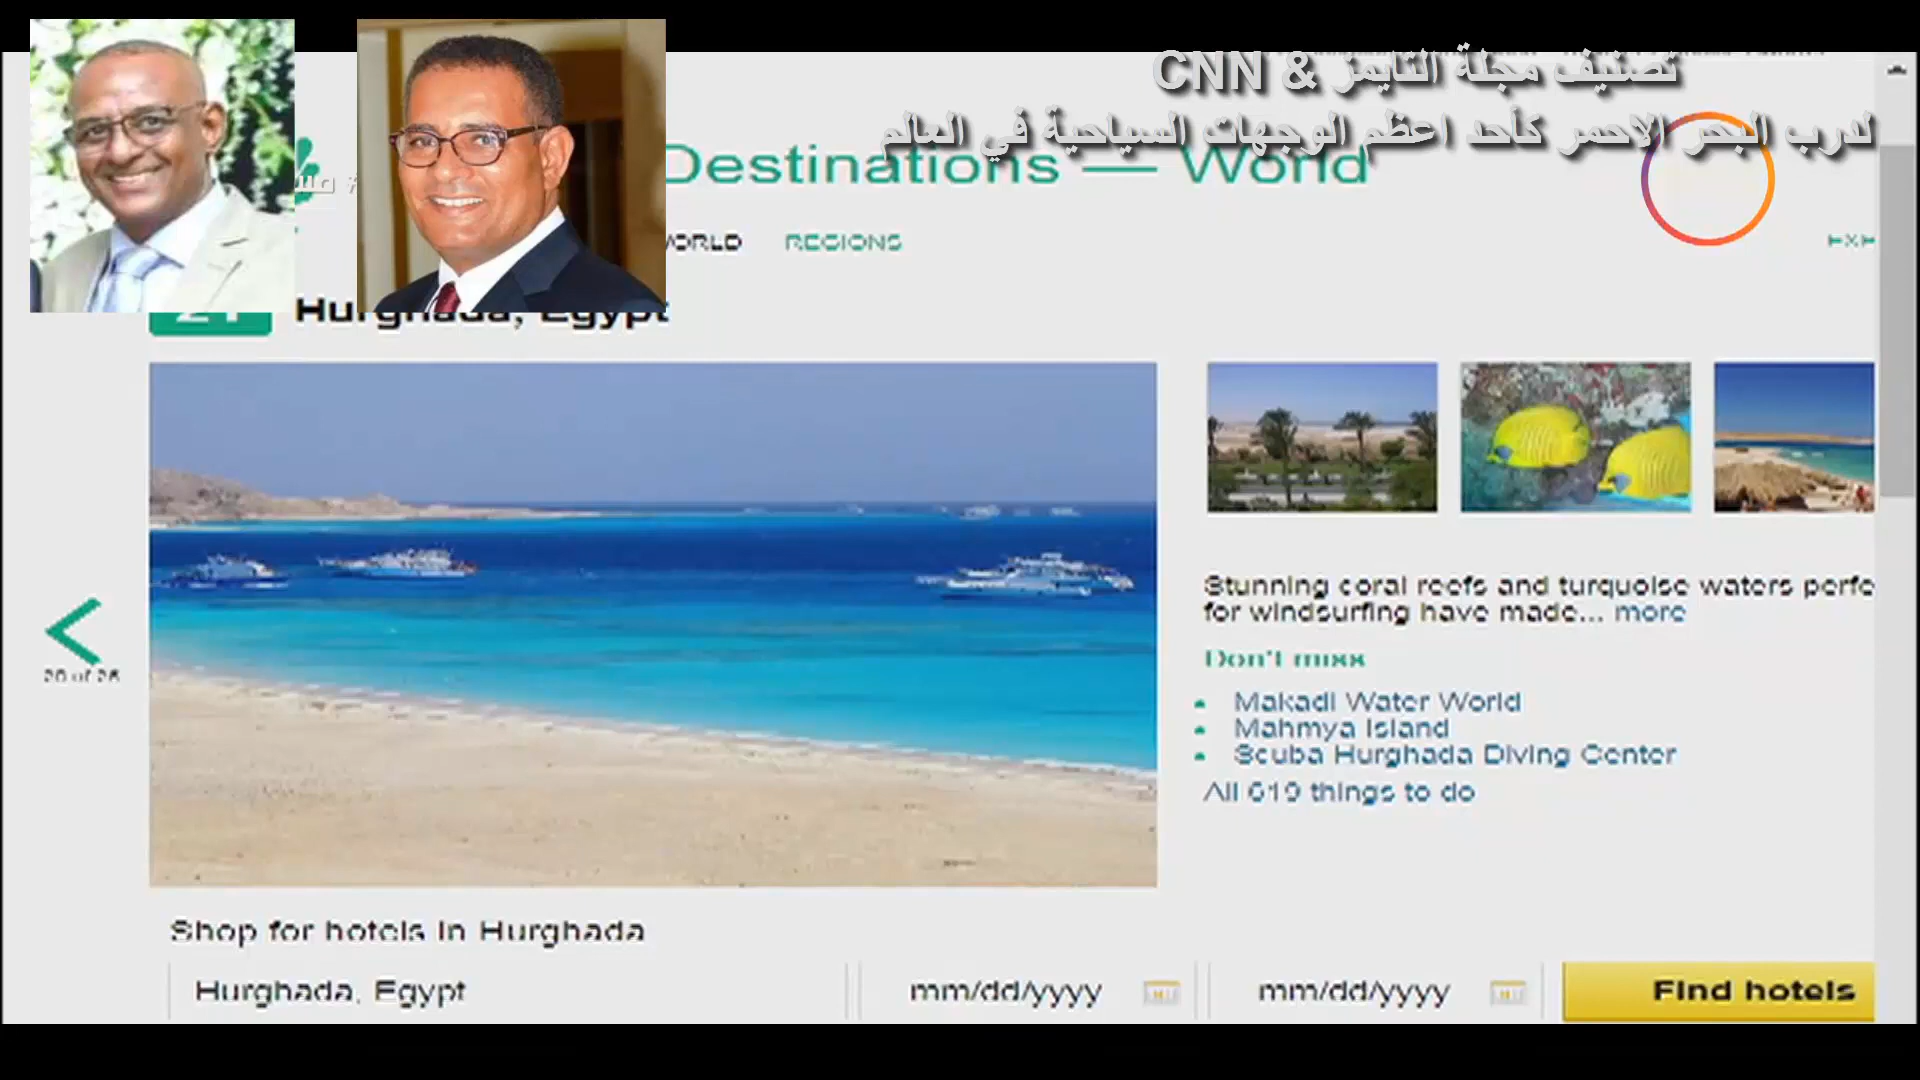 تصنيف مجلة التايمز & CNN
لدرب البحر الاحمر كأحد اعظم الوجهات السياحية في العالم
Destinations — World
REGIONS
Hurghada, Egypt
Stunning coral reefs and turquoise waters perfe
for windsurfing have made... more
Don't miss
Makadi Water World
Mahmya Island
Scuba Hurghada Diving Center
things to do
Shop for hotels in Hurghada
Hurghada, Egypt
mm/dd/yyyy
mm/dd/yyyy
Find hotels